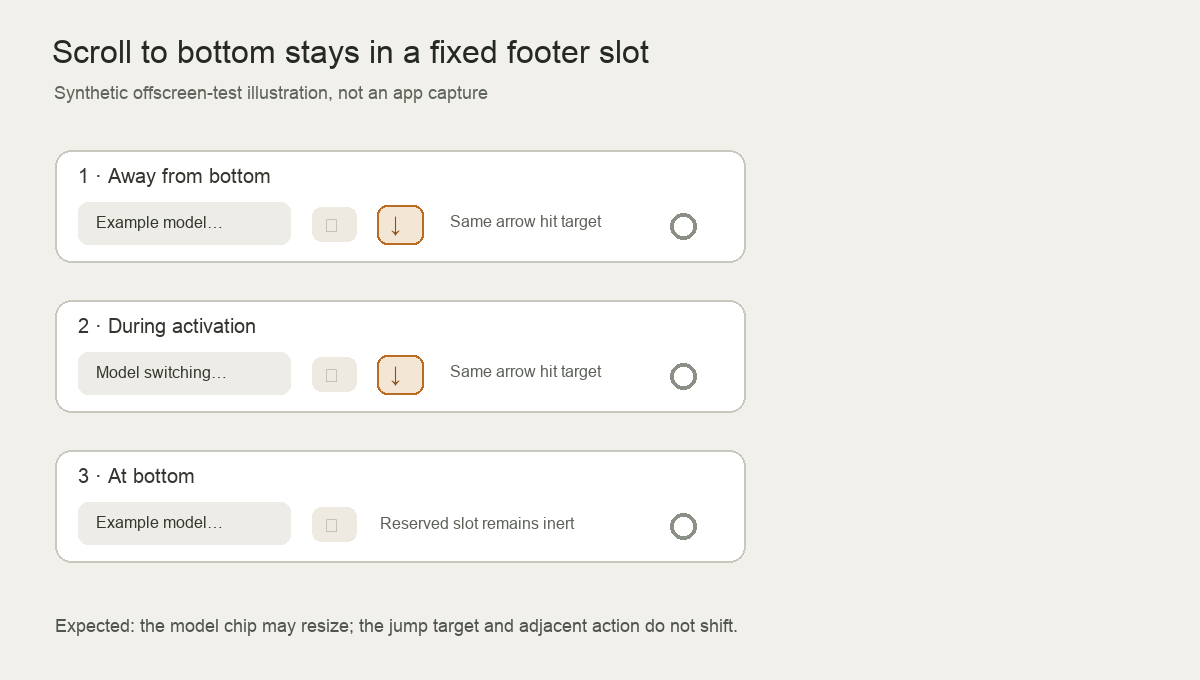 Scroll to bottom stays in a fixed footer slot
Synthetic offscreen-test illustration, not an app capture
1 · Away from bottom
Example model…
↓
Same arrow hit target
2 · During activation
Model switching…
↓
Same arrow hit target
3 · At bottom
Example model…
Reserved slot remains inert
Expected: the model chip may resize; the jump target and adjacent action do not shift.